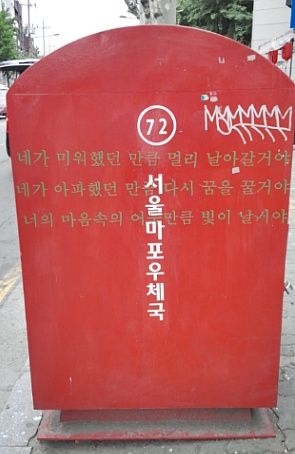 72
네가 미워했던 만큼 멀리 날아갈거야
네가 아파했던 만큼 다시 꿈을 꿀거야
너의 마음속의 어둠만큼 빛이 날거야
서울마포우체국